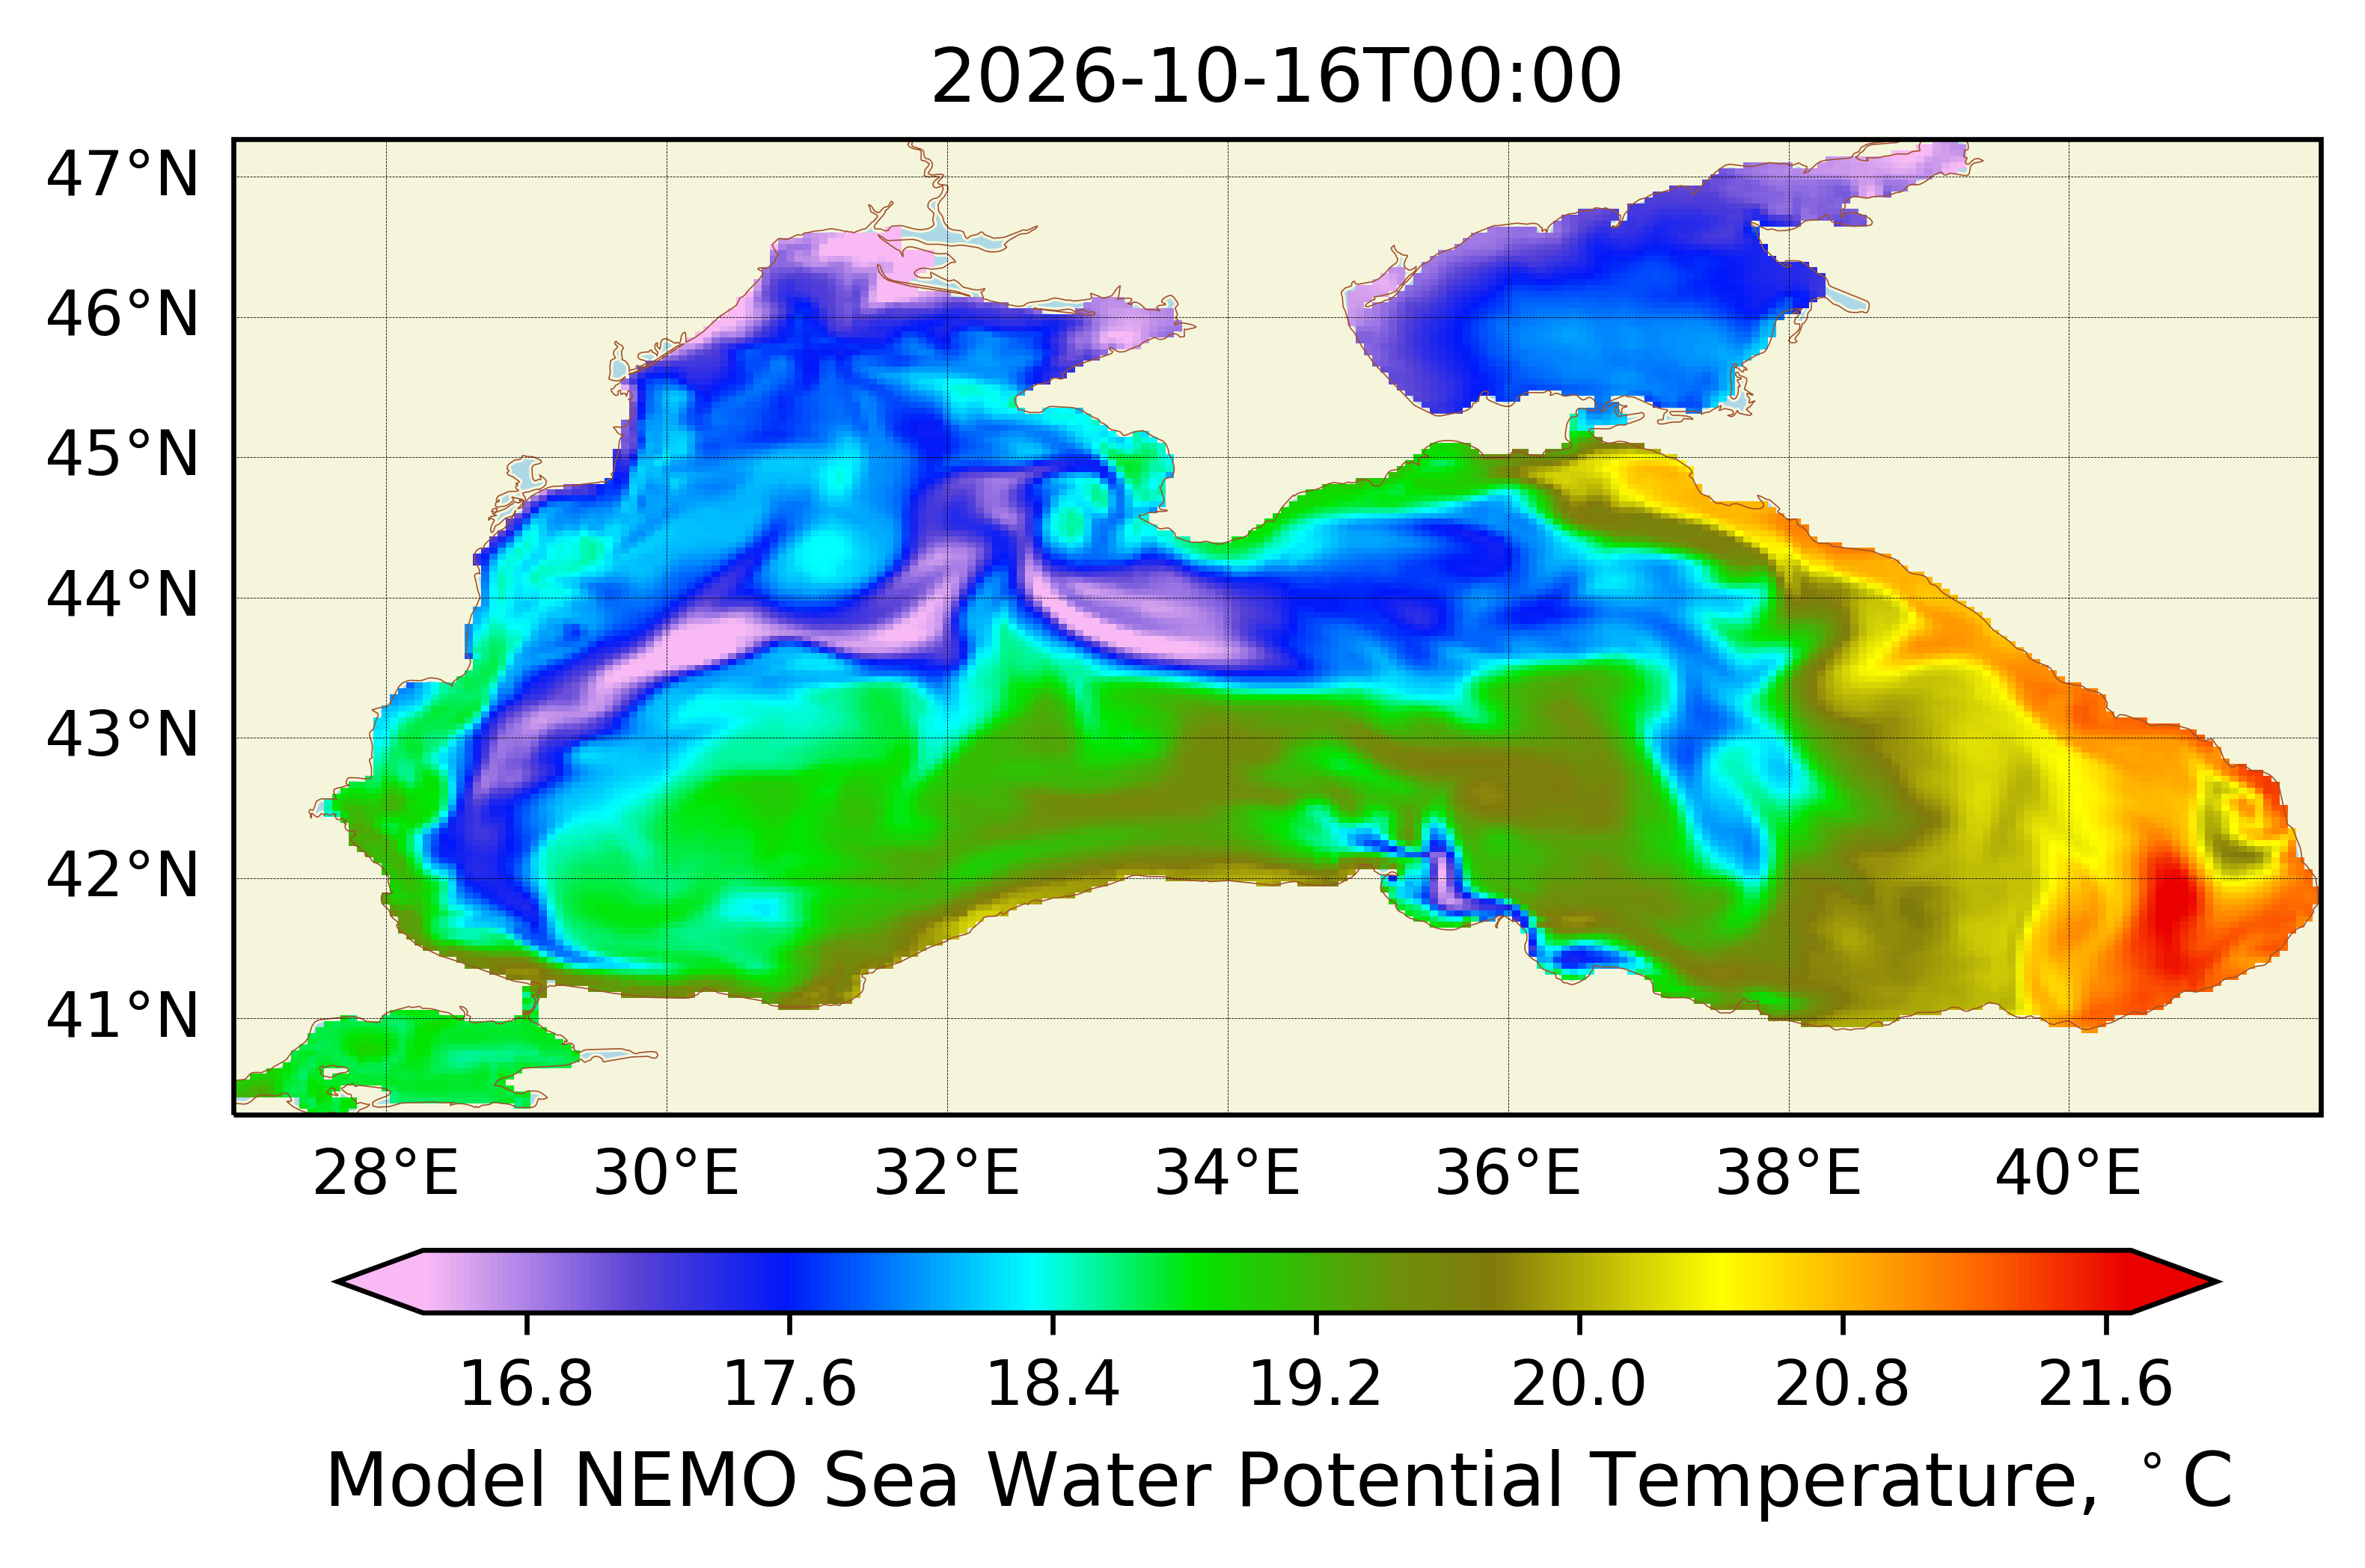 2026-10-16T00:00
47°N
46°N
45°N
44°N
43°N
42°N
41°N
28°E 30°E 32°E 34°E 36°E 38°E 40°E
16.8 17.6 18.4 19.2 20.0 20.8 21.6
Model NEMO Sea Water Potential Temperature, °C